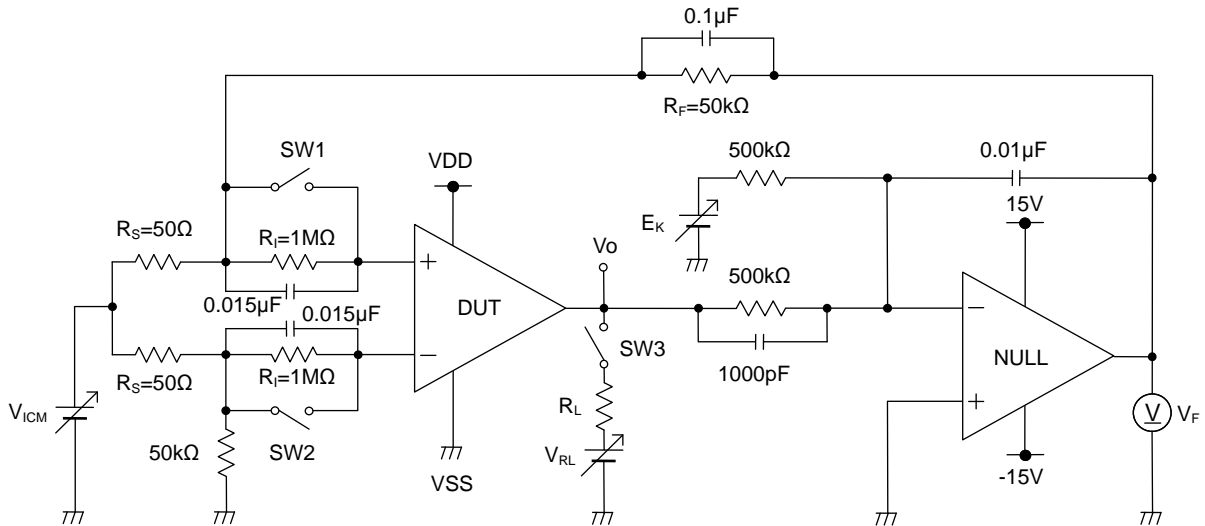 0.1µF
R_F=50kΩ
SW1
VDD
500kΩ
0.01µF
15V
E_K
R_S=50Ω
R_I=1MΩ
Vo
+
500kΩ
0.015µF
0.015µF
DUT
−
NULL
−
SW3
R_S=50Ω
R_I=1MΩ
1000pF
+
V_ICM
R_L
V
V_F
50kΩ
SW2
VSS
V_RL
-15V